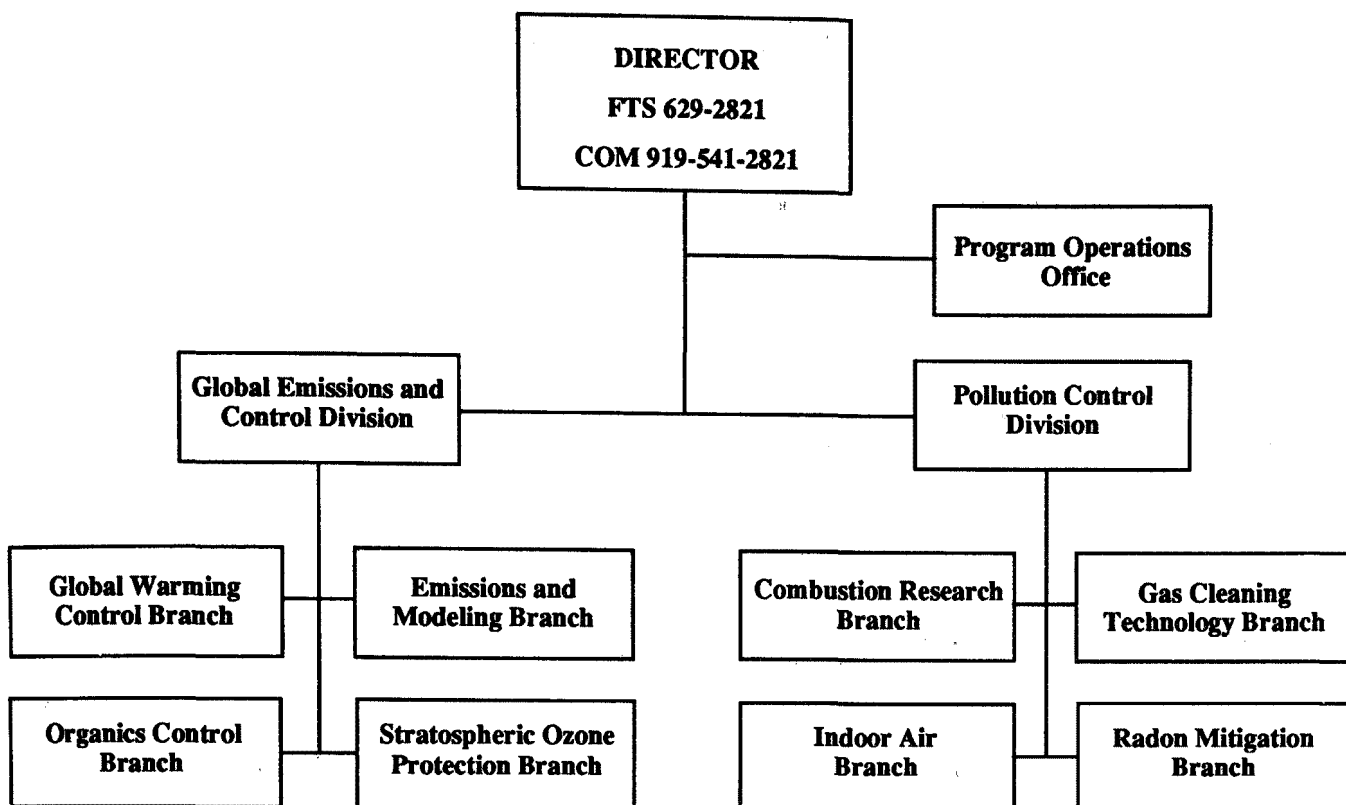 DIRECTOR
FTS 629-2821
COM 919-541-2821
Program Operations
Office
Global Emissions and
Control Division
Pollution Control
Division
Global Warming
Control Branch
Emissions and
Modeling Branch
Combustion Research
Branch
Gas Cleaning
Technology Branch
Organics Control
Branch
Stratospheric Ozone
Protection Branch
Indoor Air
Branch
Radon Mitigation
Branch